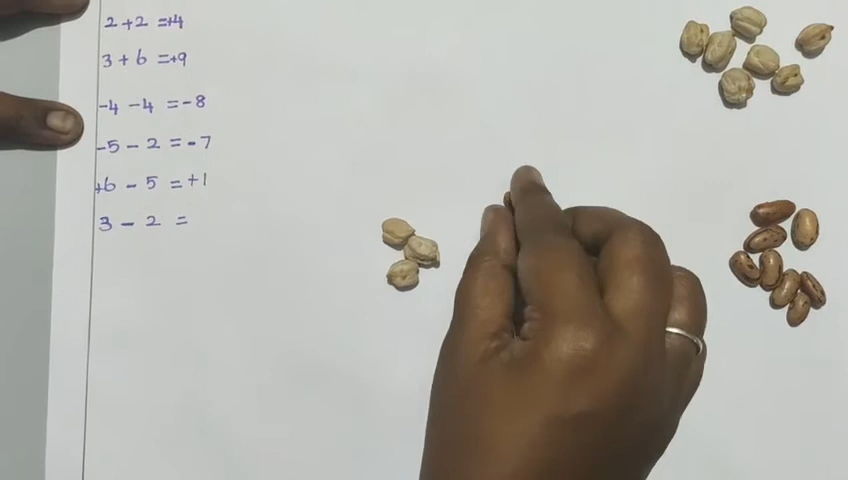 2 + 2 = +4
3 + 6 = +9
-4 - 4 = - 8
-5 - 2 = - 7
+6 - 5 = +1
3 - 2 =